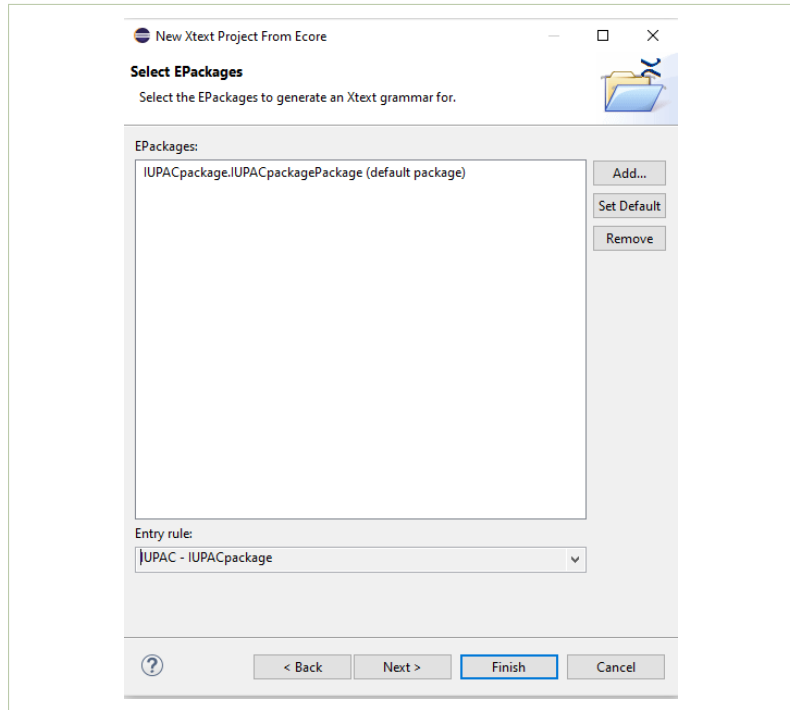 New Xtext Project From Ecore
Select EPackages
Select the EPackages to generate an Xtext grammar for.
EPackages:
IUPACpackage.IUPACpackagePackage (default package)
Add...
Set Default
Remove
Entry rule:
IUPAC - IUPACpackage
?
< Back
Next >
Finish
Cancel